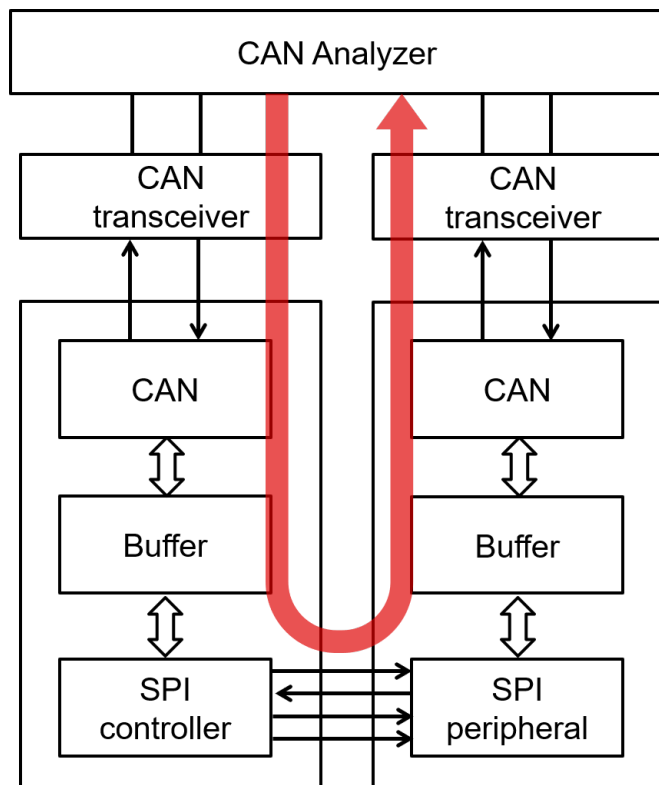 CAN Analyzer
CAN
transceiver
CAN
transceiver
CAN
CAN
Buffer
Buffer
SPI
controller
SPI
peripheral